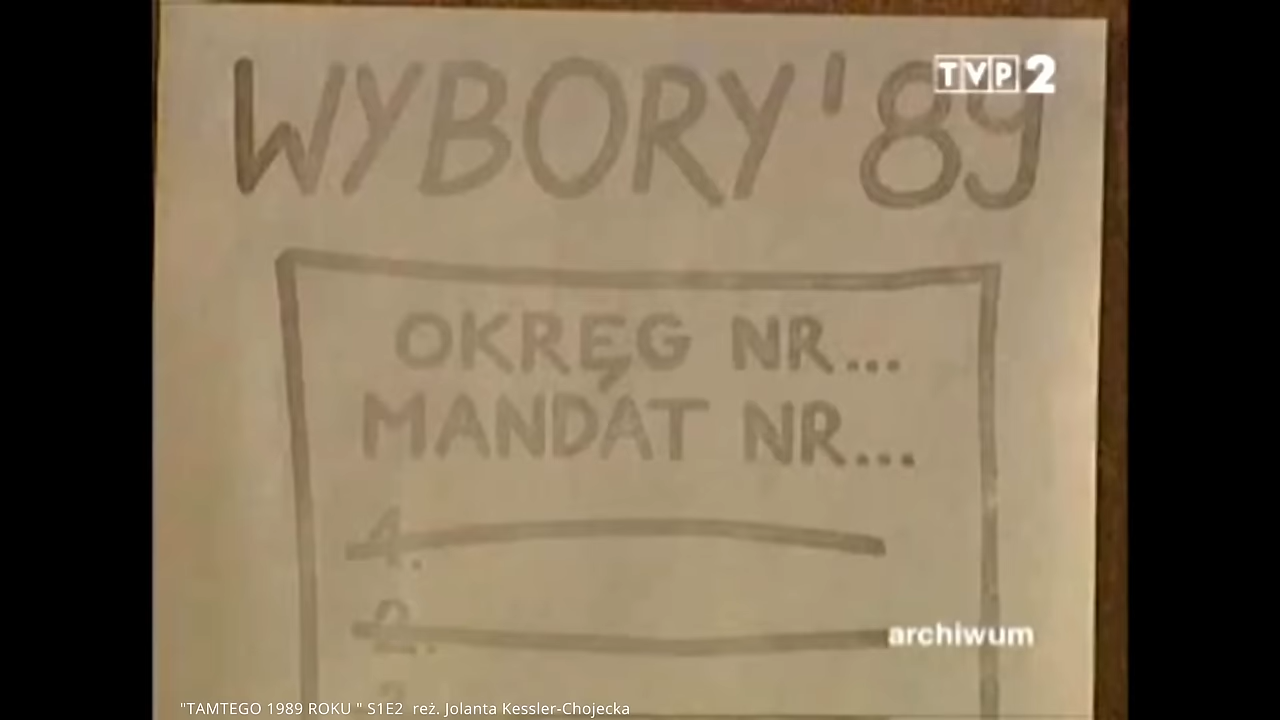 WYBORY '89
TVP2
OKRĘG NR...
MANDAT NR...
1.
2.
archiwum
"TAMTEGO 1989 ROKU " S1E2 reż. Jolanta Kessler-Chojecka